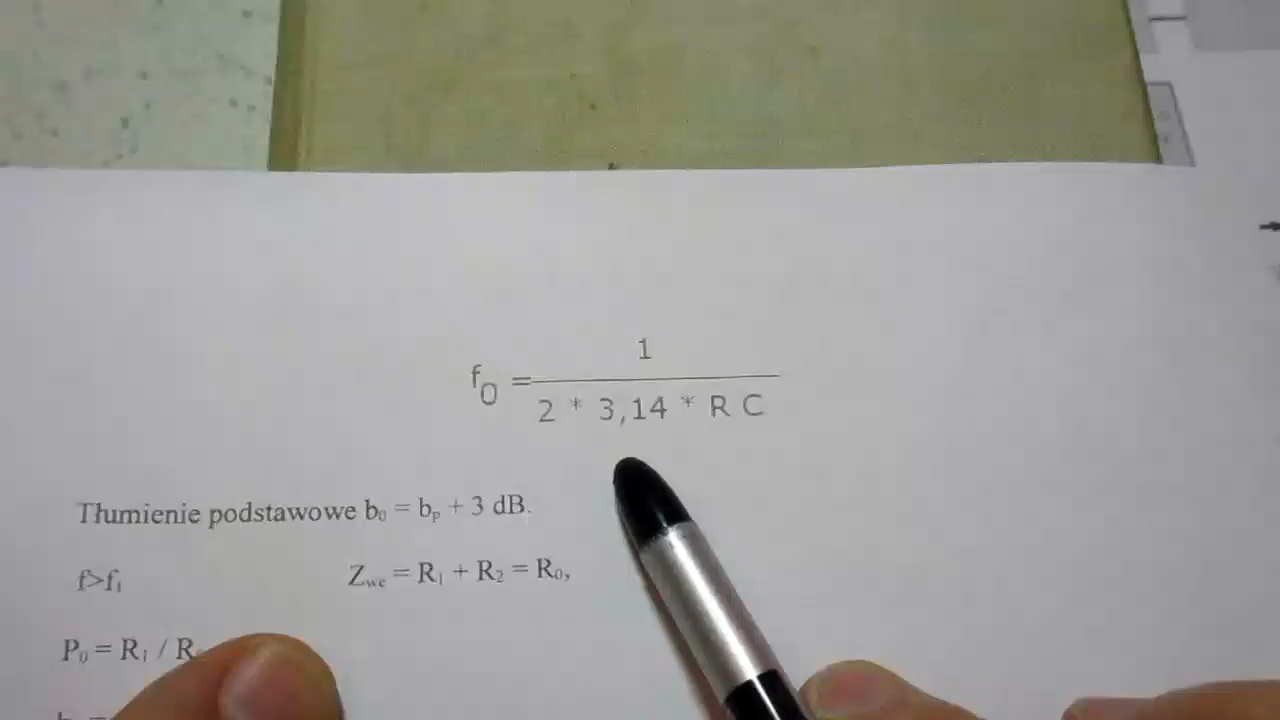 1
f₀ =
2 * 3,14 * R C
Tłumienie podstawowe b₀ = bₚ + 3 dB.
f>f₁ Zwe = R₁ + R₂ = R₀,
P₀ = R₁ / R